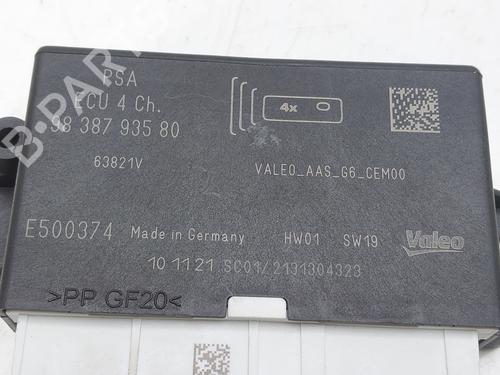 B-PARTS
PSA
ECU 4 Ch.
98 387 935 80
4x
63821V
VALEO_AAS_G6_CEM00
E500374 Made in Germany HW01 SW19 Valeo
10 11 21 SC01/2131304323
>PP GF20<